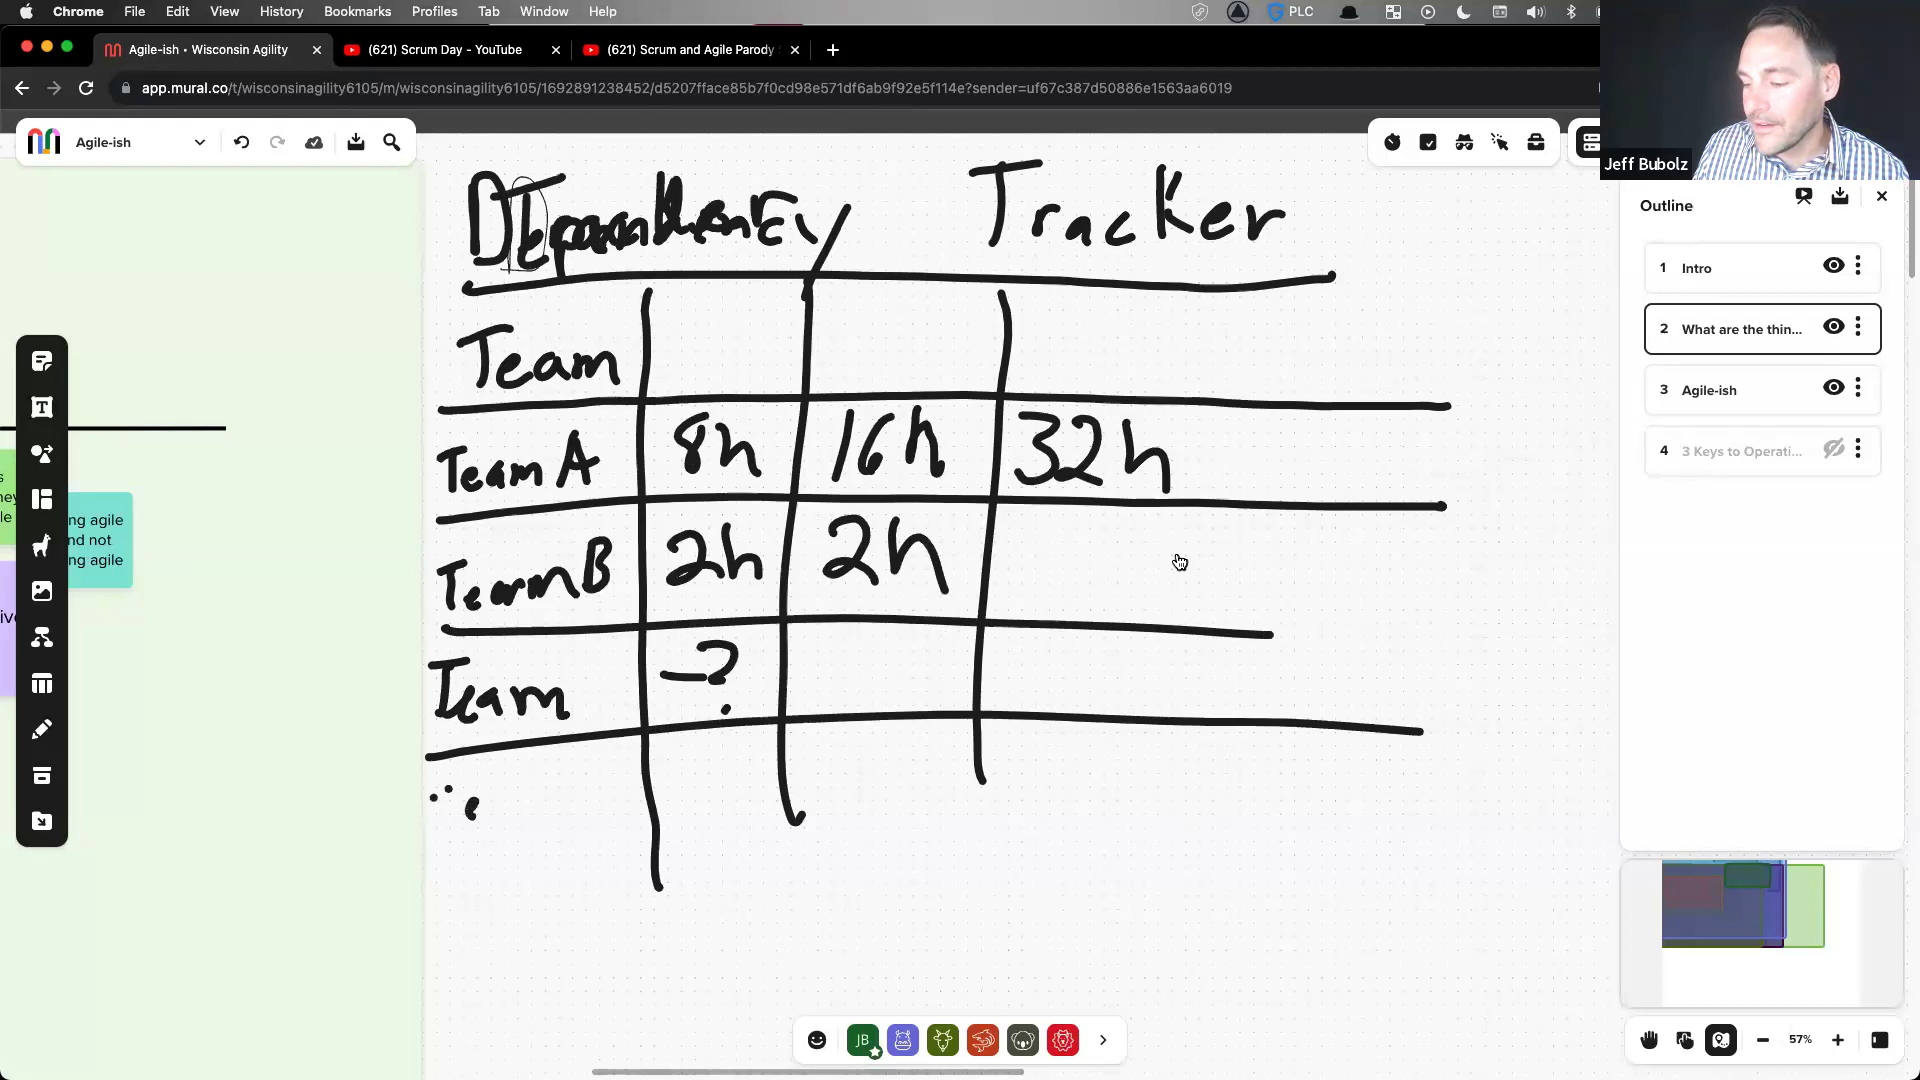 Chrome File Edit View History Bookmarks Profiles Tab Window Help
PLC
Agile-ish • Wisconsin Agility
(621) Scrum Day - YouTube
(621) Scrum and Agile Parody
app.mural.co/t/wisconsinagility6105/m/wisconsinagility6105/1692891238452/d5207fface85b7f0cd98e571df6ab9f92e5f114e?sender=uf67c387d50886e1563aa6019
Jeff Bubolz
Agile-ish
Outline
1 Intro
2 What are the thin...
3 Agile-ish
4 3 Keys to Operati...
Dependency Tracker
Team
Team A 8h 16h 32h
Team B 2h 2h
Team ?
ng agile
nd not
ng agile
JB
57%